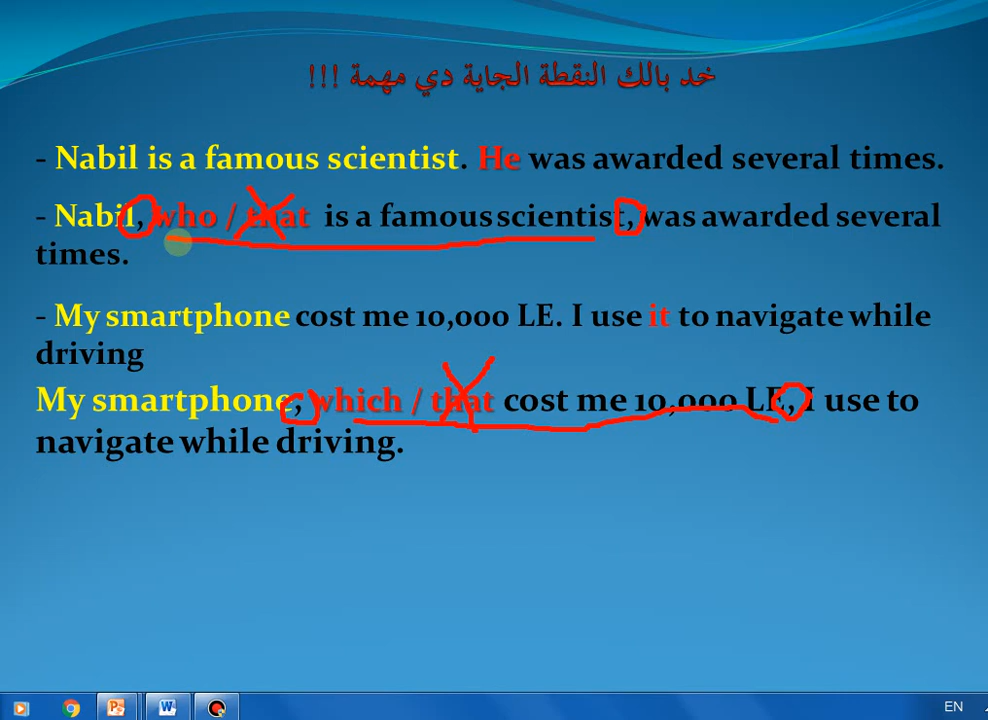 خد بالك النقطة الجاية دي مهمة !!!
- Nabil is a famous scientist. He was awarded several times.
- Nabil, who / that is a famous scientist, was awarded several
times.
- My smartphone cost me 10,000 LE. I use it to navigate while
driving
My smartphone, which / that cost me 10,000 LE, I use to
navigate while driving.
EN